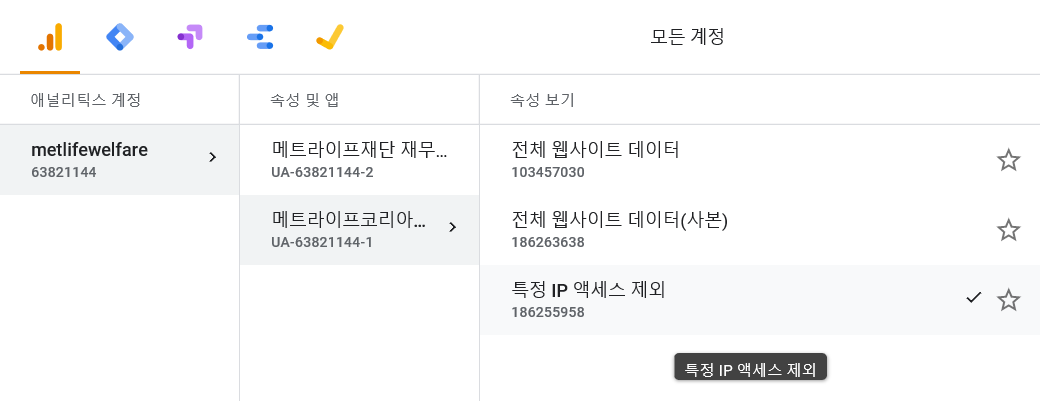 모든 계정
애널리틱스 계정
속성 및 앱
속성 보기
metlifewelfare
63821144
메트라이프재단 재무...
UA-63821144-2
메트라이프코리아...
UA-63821144-1
전체 웹사이트 데이터
103457030
전체 웹사이트 데이터(사본)
186263638
특정 IP 액세스 제외
186255958
특정 IP 액세스 제외